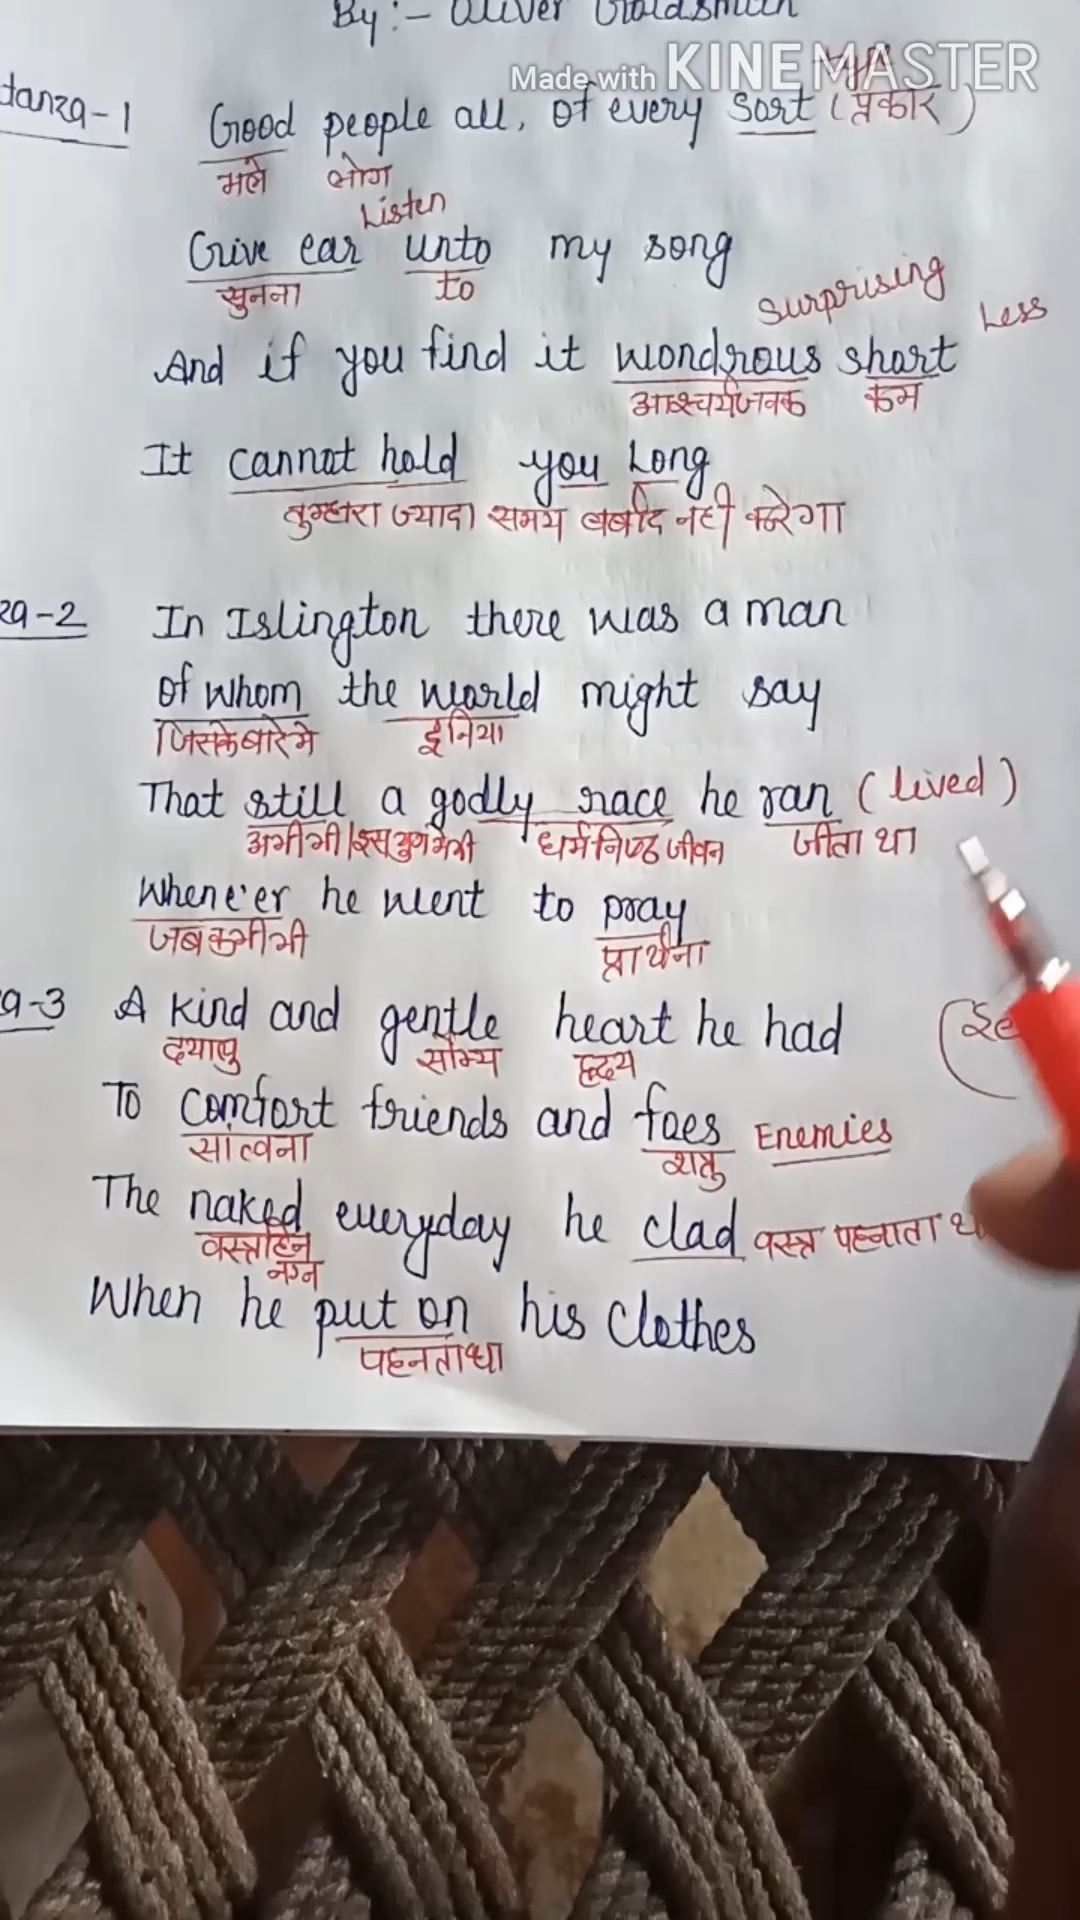 By :- Oliver Goldsmith
Made with KINEMASTER
tanza-1 Good people all, of every sort (प्रकार)
भले लोग
Listen
Give ear unto my song
सुनना to
surprising Less
And if you find it wondrous short
आश्चर्यजनक कम
It cannot hold you Long
तुम्हारा ज्यादा समय बर्बाद नही करेगा
za-2 In Islington there was a man
of whom the world might say
जिसके बारे मे दुनिया
That still a godly race he ran (lived)
अभीभी/इस युग मे भी धर्मनिष्ठ जीवन जीता था
Whene'er he went to pray
जब कभी भी प्रार्थना
a-3 A kind and gentle heart he had
दयालु सौम्य हृदय
To comfort friends and foes Enemies
सांत्वना शत्रु
The naked everyday he clad वस्त्र पहनाता
वस्त्रहिन
नग्न
When he put on his clothes
पहनता था